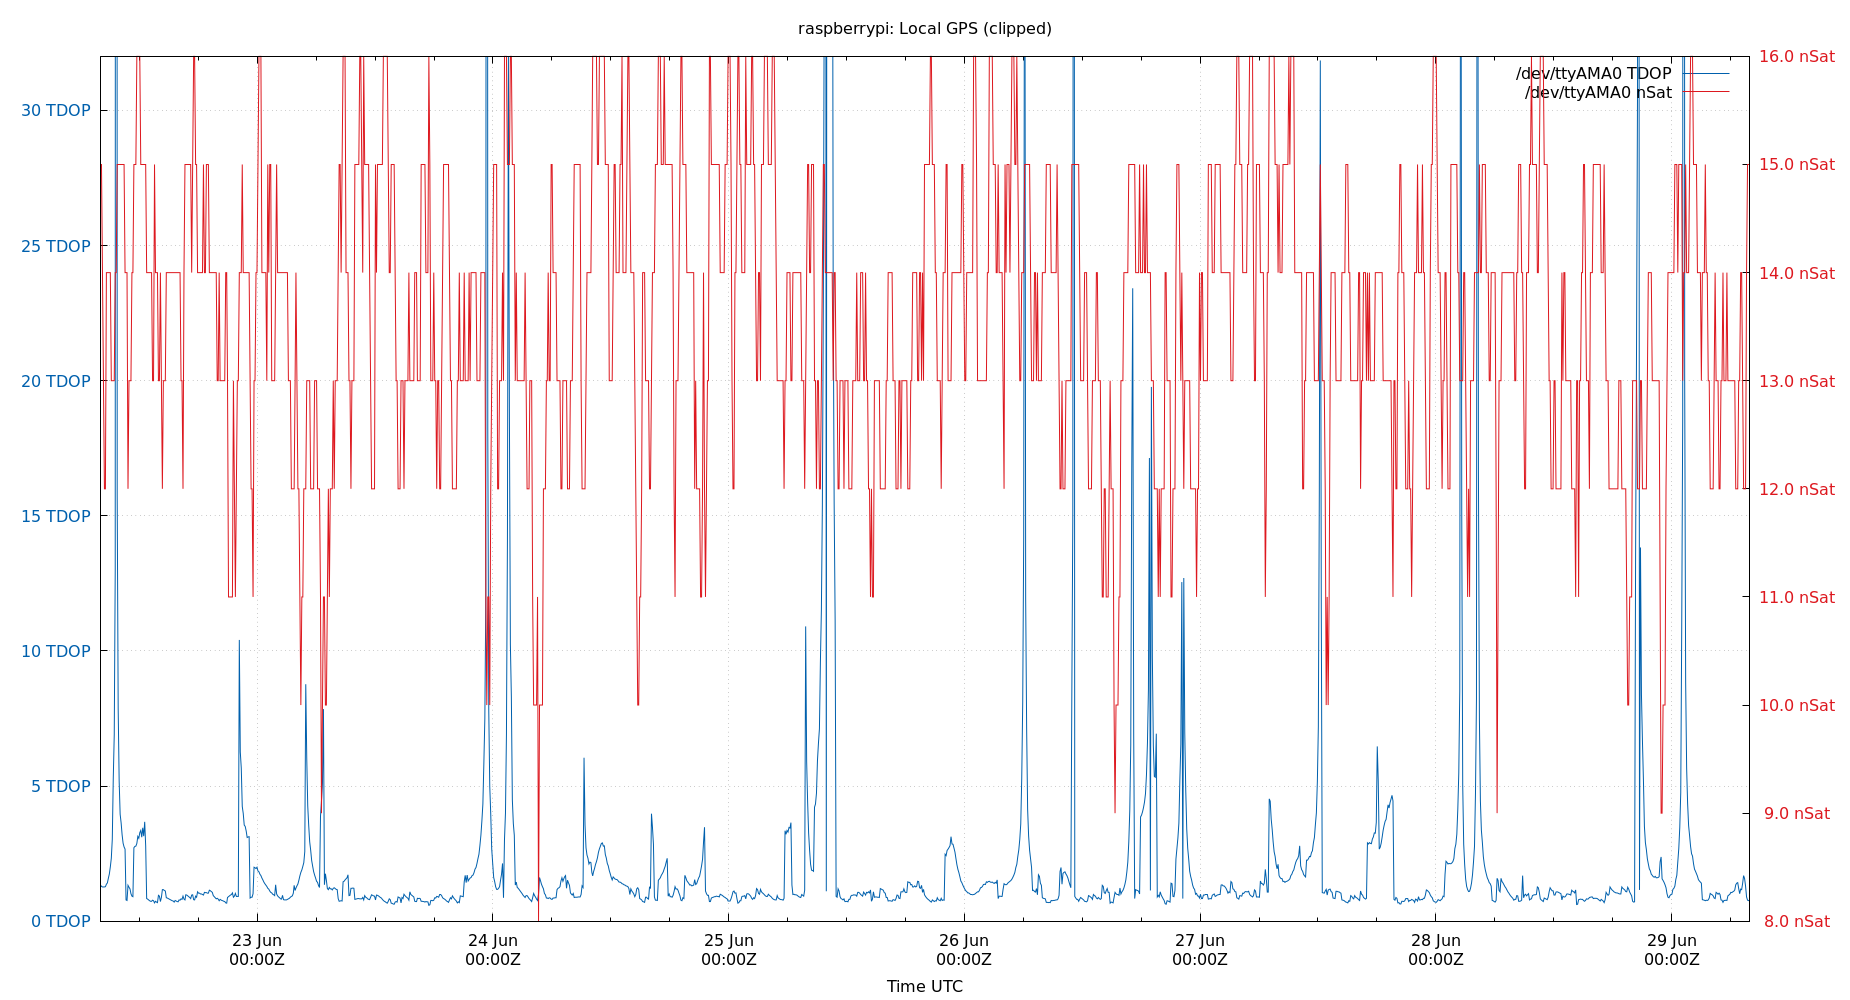 raspberrypi: Local GPS (clipped)
/dev/ttyAMA0 TDOP
/dev/ttyAMA0 nSat
30 TDOP
25 TDOP
20 TDOP
15 TDOP
10 TDOP
5 TDOP
0 TDOP
16.0 nSat
15.0 nSat
14.0 nSat
13.0 nSat
12.0 nSat
11.0 nSat
10.0 nSat
9.0 nSat
8.0 nSat
23 Jun
00:00Z
24 Jun
00:00Z
25 Jun
00:00Z
26 Jun
00:00Z
27 Jun
00:00Z
28 Jun
00:00Z
29 Jun
00:00Z
Time UTC